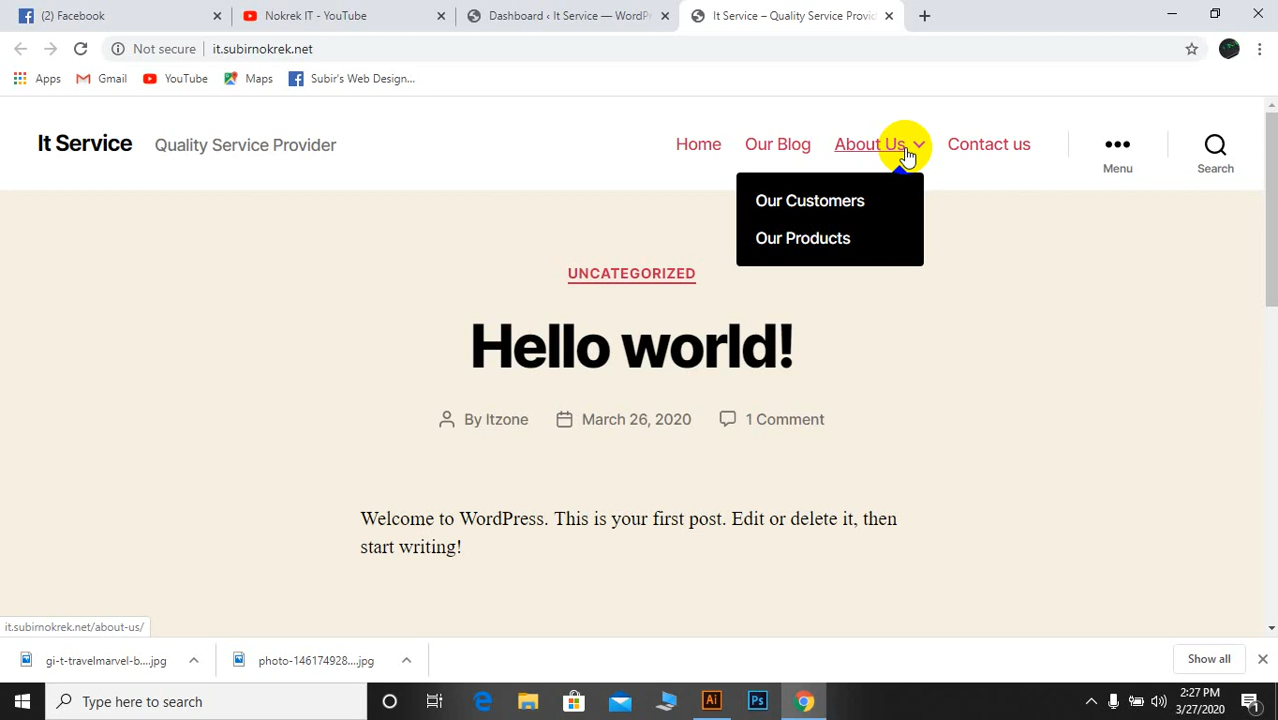 (2) Facebook
Nokrek IT - YouTube
Dashboard ‹ It Service — WordPr
It Service – Quality Service Provid
Not secure
it.subirnokrek.net
Apps
Gmail
YouTube
Maps
Subir's Web Design...
It Service
Quality Service Provider
Home
Our Blog
About Us
Contact us
Menu
Search
Our Customers
Our Products
UNCATEGORIZED
Hello world!
By Itzone
March 26, 2020
1 Comment
Welcome to WordPress. This is your first post. Edit or delete it, then
start writing!
it.subirnokrek.net/about-us/
gi-t-travelmarvel-b....jpg
photo-146174928....jpg
Show all
Type here to search
Ai
Ps
2:27 PM
3/27/2020
1